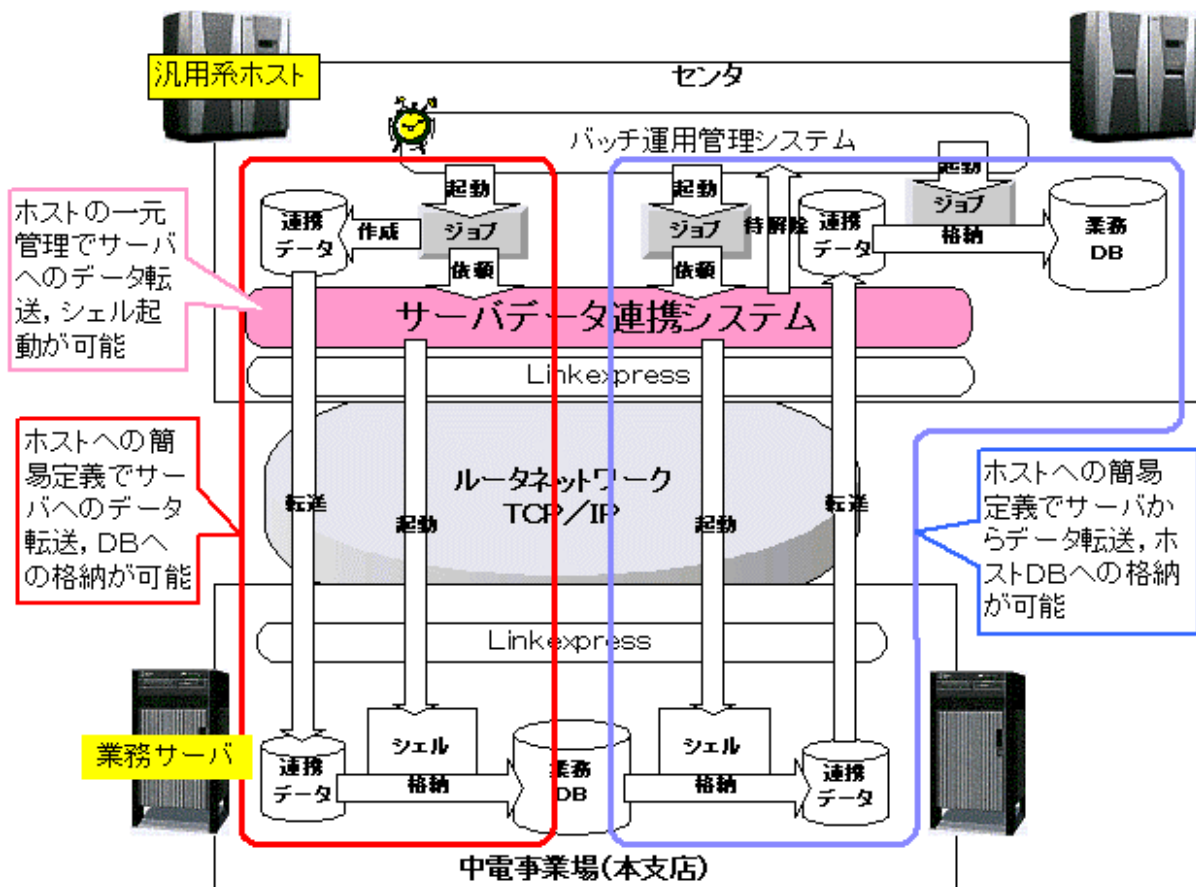 汎用系ホスト
センタ
バッチ運用管理システム
起動
起動
起動
ホストの一元
管理でサーバ
へのデータ転
送，シェル起
動が可能
連携
データ
作成
ジョブ
ジョブ
待解除
連携
データ
ジョブ
格納
業務
DB
依頼
依頼
サーバデータ連携システム
Linkexpress
ホストへの簡
易定義でサー
バへのデータ
転送，DBへ
の格納が可能
ルータネットワーク
TCP／IP
転送
起動
起動
転送
ホストへの簡易
定義でサーバか
らデータ転送，ホ
ストDBへの格納
が可能
Linkexpress
業務サーバ
シェル
シェル
連携
データ
格納
業務
DB
格納
連携
データ
中電事業場(本支店)